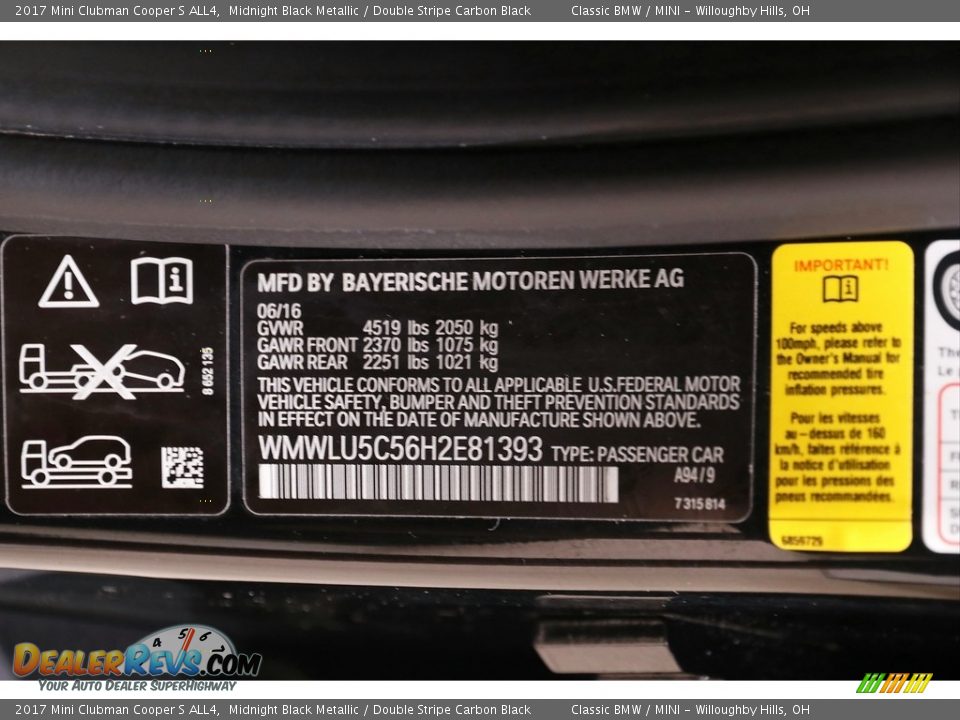 2017 Mini Clubman Cooper S ALL4, Midnight Black Metallic / Double Stripe Carbon Black Classic BMW / MINI - Willoughby Hills, OH
MFD BY BAYERISCHE MOTOREN WERKE AG
06/16
GVWR 4519 lbs 2050 kg
GAWR FRONT 2370 lbs 1075 kg
GAWR REAR 2251 lbs 1021 kg
THIS VEHICLE CONFORMS TO ALL APPLICABLE U.S.FEDERAL MOTOR
VEHICLE SAFETY, BUMPER AND THEFT PREVENTION STANDARDS
IN EFFECT ON THE DATE OF MANUFACTURE SHOWN ABOVE.
WMWLU5C56H2E81393 TYPE: PASSENGER CAR
A94/9
7315814
8 652 135
IMPORTANT!
For speeds above
100mph, please refer to
the Owner's Manual for
recommended tire
inflation pressures.
Pour les vitesses
au-dessus de 160
km/h, faites référence à
la notice d'utilisation
pour les pressions des
pneus recommandées.
6856729
The
Le
4 5 6
DEALERREVS.COM
YOUR AUTO DEALER SUPERHIGHWAY
2017 Mini Clubman Cooper S ALL4, Midnight Black Metallic / Double Stripe Carbon Black Classic BMW / MINI - Willoughby Hills, OH